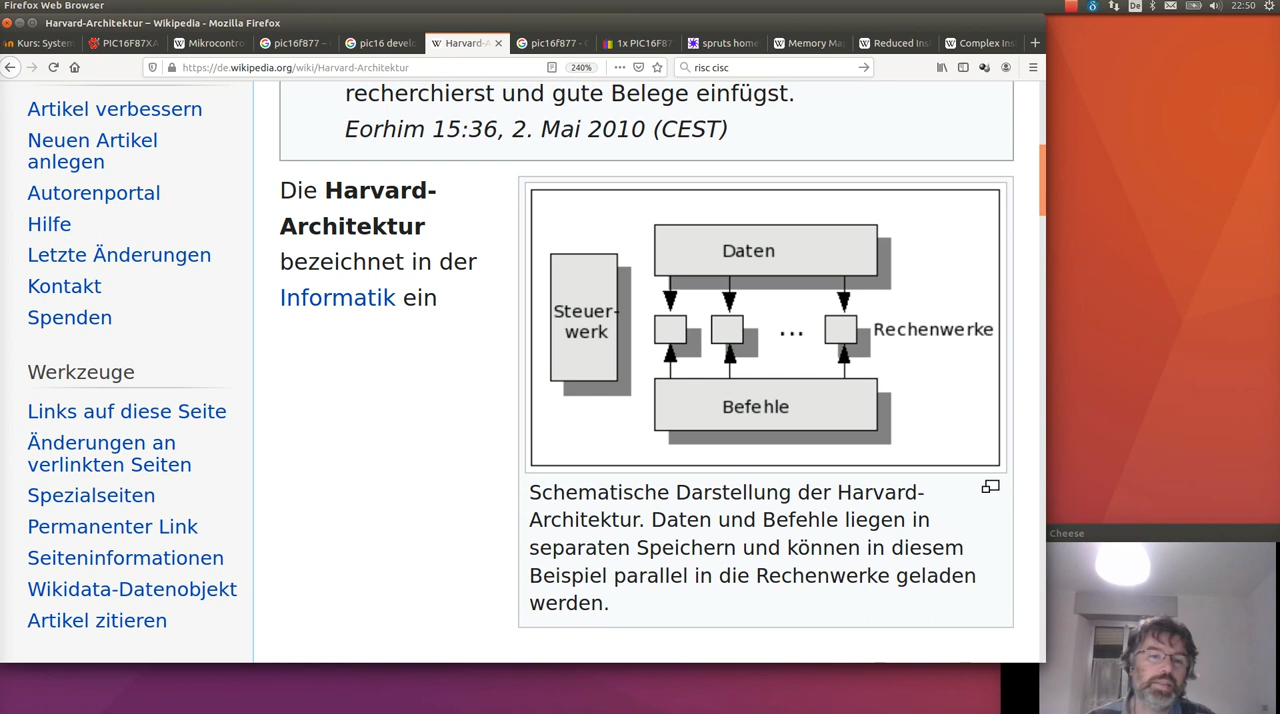 Firefox Web Browser
De
22:50
Harvard-Architektur – Wikipedia - Mozilla Firefox
Kurs: System
PIC16F87XA
Mikrocontro
pic16f877 –
pic16 develo
Harvard-A
pic16f877 –
1x PIC16F87
spruts home
Memory Ma
Reduced Ins
Complex Ins
https://de.wikipedia.org/wiki/Harvard-Architektur
240%
risc cisc
Artikel verbessern
Neuen Artikel
anlegen
Autorenportal
Hilfe
Letzte Änderungen
Kontakt
Spenden
Werkzeuge
Links auf diese Seite
Änderungen an
verlinkten Seiten
Spezialseiten
Permanenter Link
Seiteninformationen
Wikidata-Datenobjekt
Artikel zitieren
recherchierst und gute Belege einfügst.
Eorhim 15:36, 2. Mai 2010 (CEST)
Die Harvard-
Architektur
bezeichnet in der
Informatik ein
Daten
Steuer-
werk
...
Rechenwerke
Befehle
Schematische Darstellung der Harvard-
Architektur. Daten und Befehle liegen in
separaten Speichern und können in diesem
Beispiel parallel in die Rechenwerke geladen
werden.
Cheese